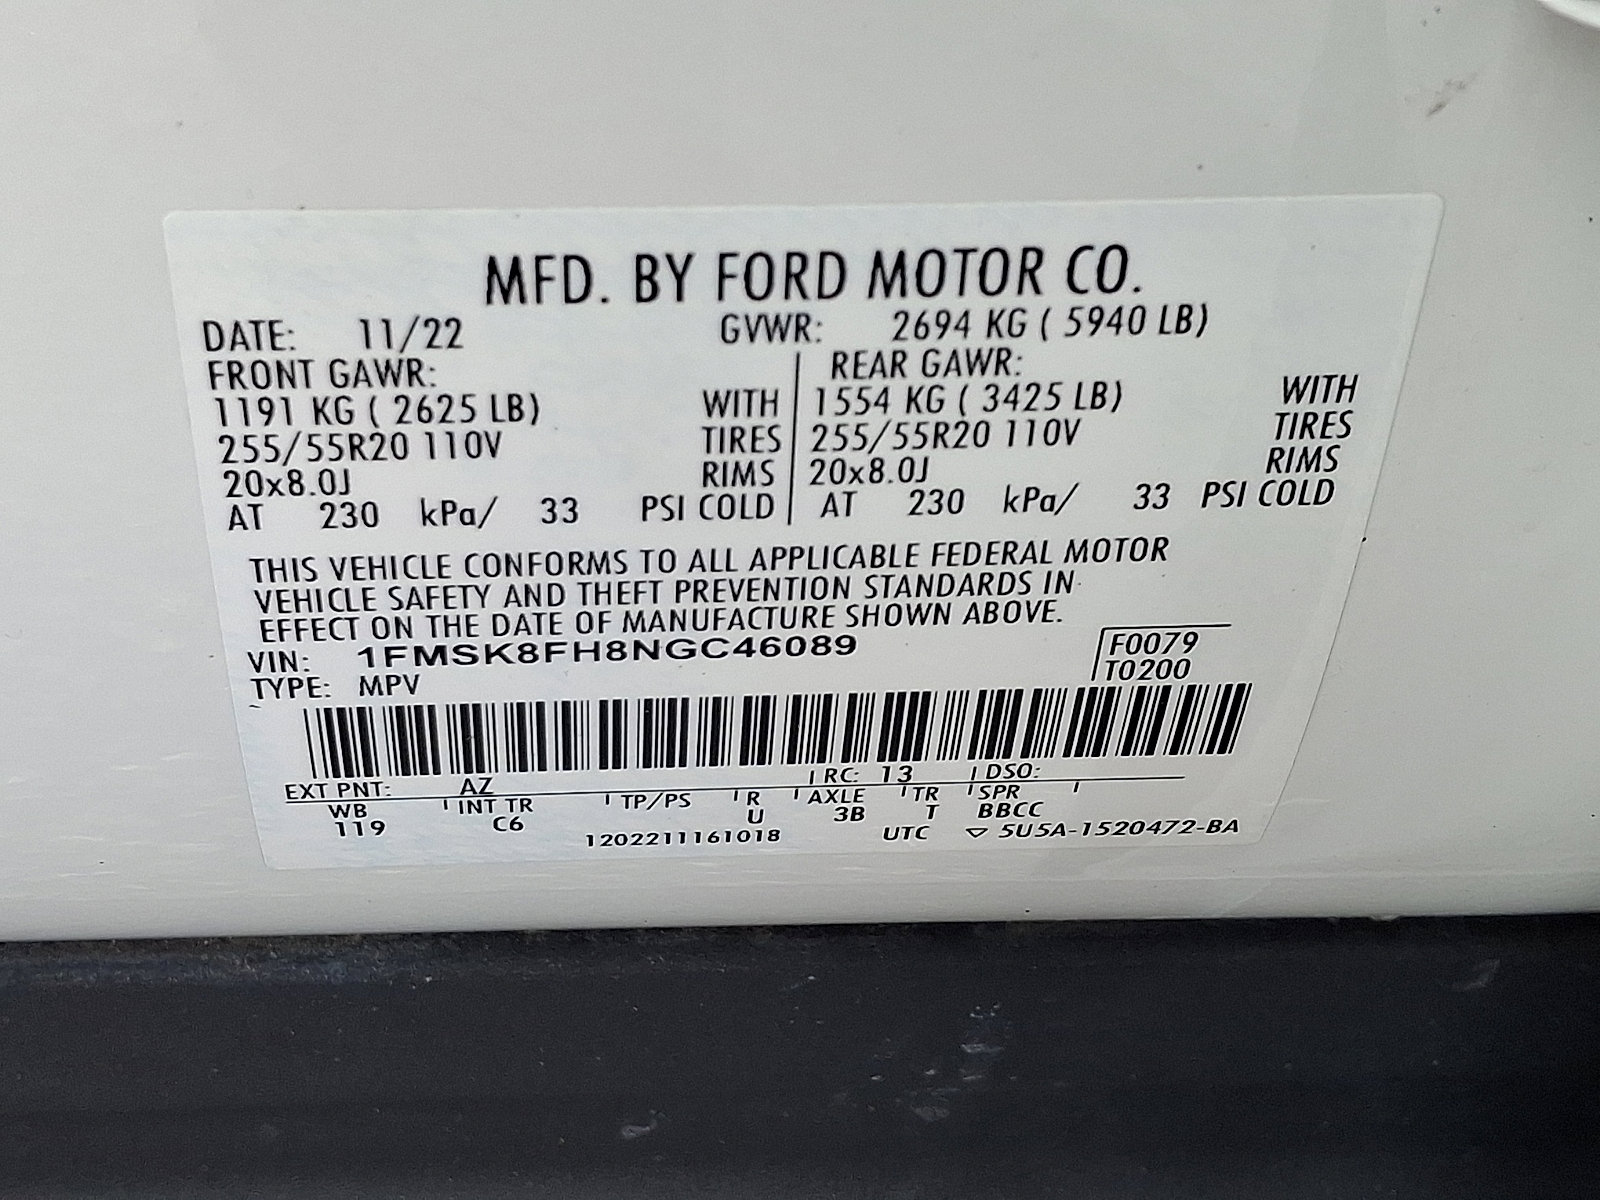 MFD. BY FORD MOTOR CO.
DATE: 11/22 GVWR: 2694 KG ( 5940 LB)
FRONT GAWR: REAR GAWR:
1191 KG ( 2625 LB) WITH 1554 KG ( 3425 LB) WITH
255/55R20 110V TIRES 255/55R20 110V TIRES
20x8.0J RIMS 20x8.0J RIMS
AT 230 kPa/ 33 PSI COLD AT 230 kPa/ 33 PSI COLD
THIS VEHICLE CONFORMS TO ALL APPLICABLE FEDERAL MOTOR
VEHICLE SAFETY AND THEFT PREVENTION STANDARDS IN
EFFECT ON THE DATE OF MANUFACTURE SHOWN ABOVE.
VIN: 1FMSK8FH8NGC46089 F0079
TYPE: MPV T0200
EXT PNT: AZ RC: 13 DSO:
WB INT TR TP/PS R AXLE TR SPR
119 C6 U 3B T BBCC
1202211161018 UTC ▽ 5U5A-1520472-BA